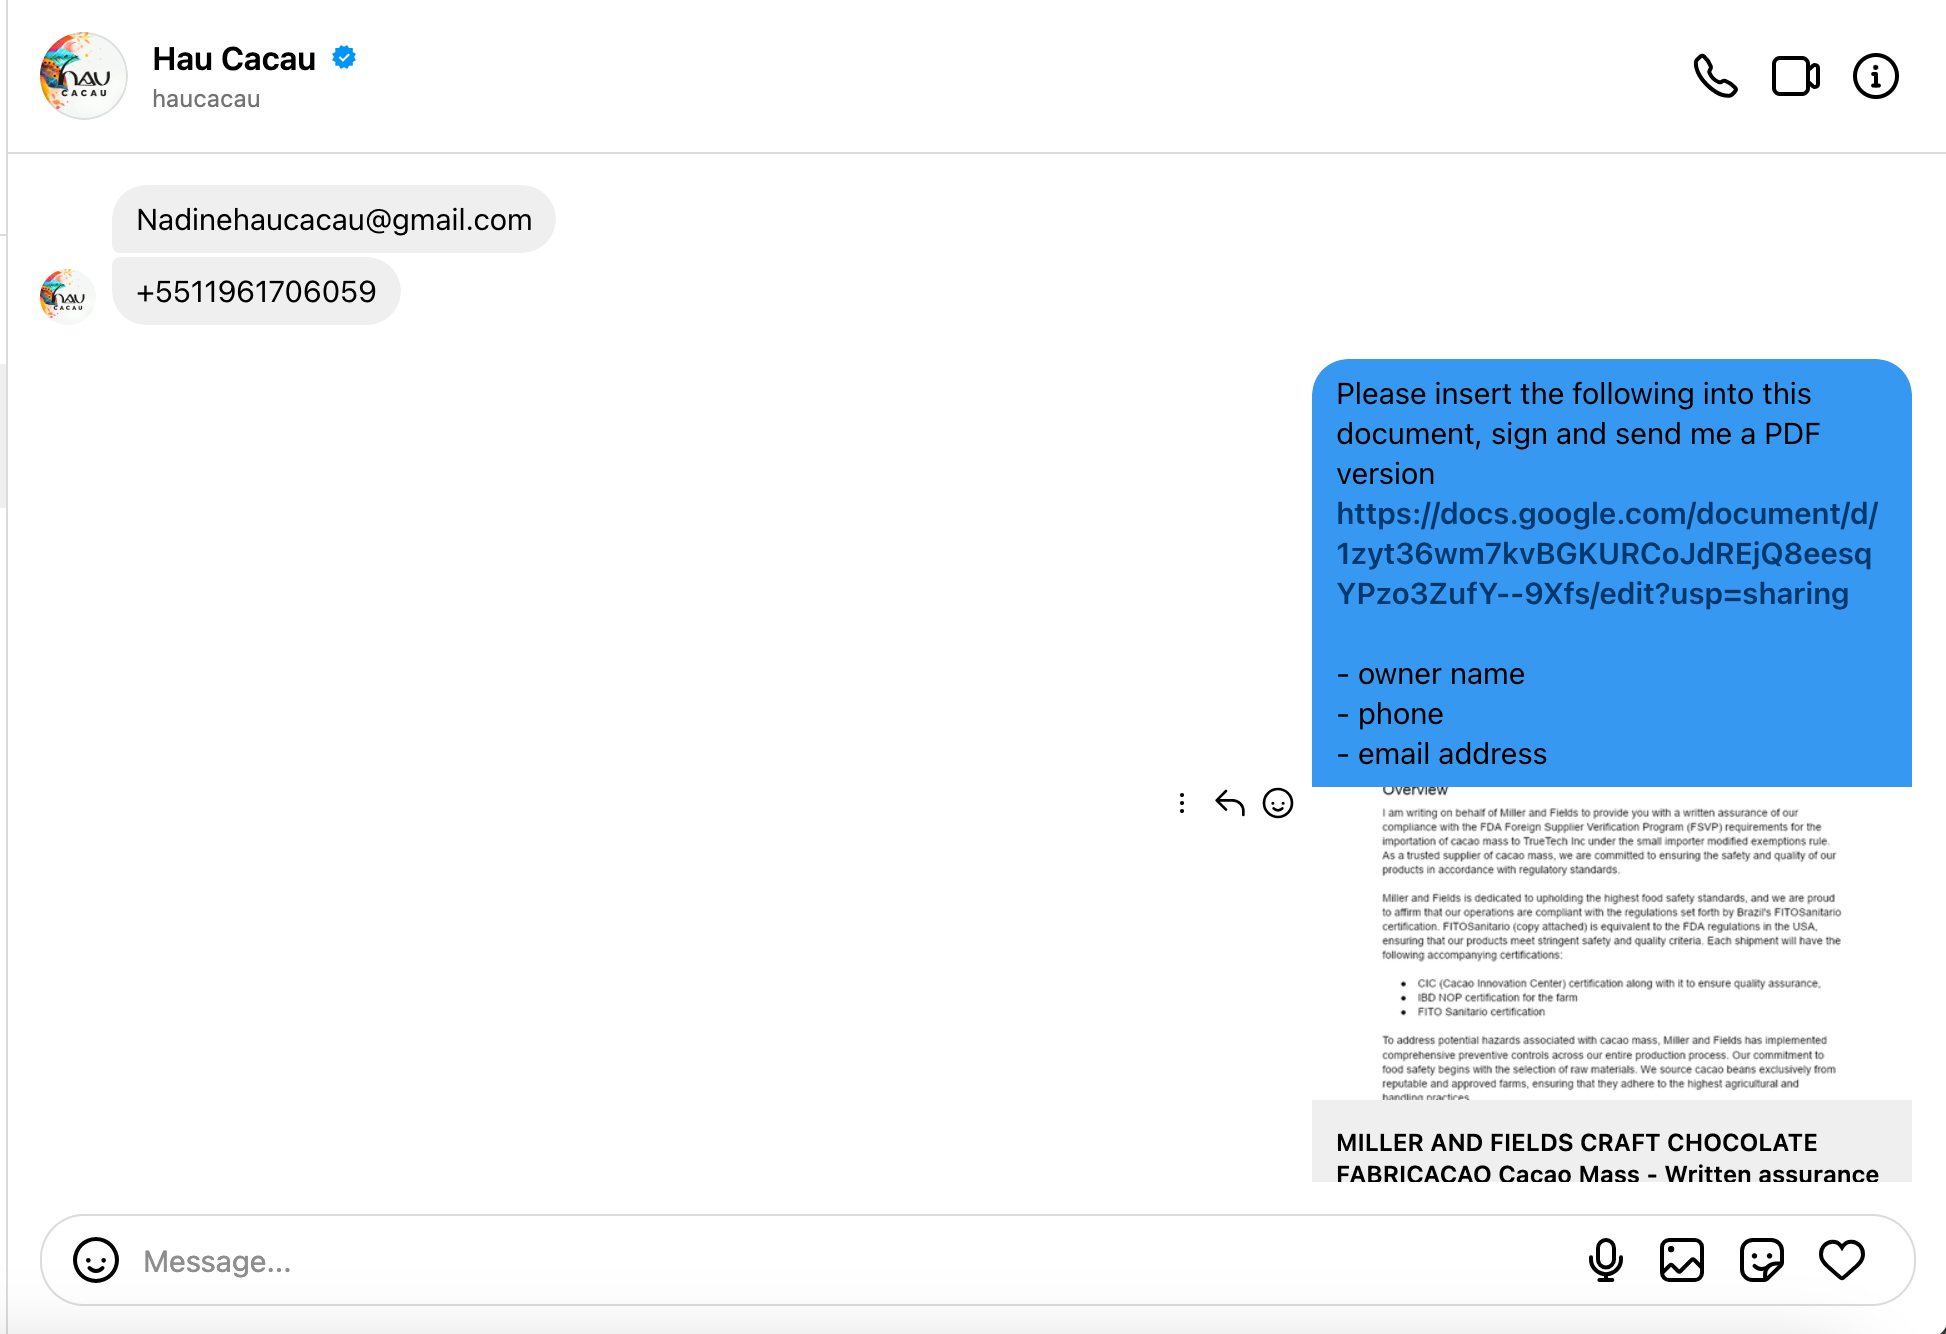 Hau Cacau
haucacau
HAU
CACAU
Nadinehaucacau@gmail.com
+5511961706059
HAU
CACAU
Please insert the following into this
document, sign and send me a PDF
version
https://docs.google.com/document/d/
1zyt36wm7kvBGKURCoJdREjQ8eesq
YPzo3ZufY--9Xfs/edit?usp=sharing
- owner name
- phone
- email address
Overview
I am writing on behalf of Miller and Fields to provide you with a written assurance of our
compliance with the FDA Foreign Supplier Verification Program (FSVP) requirements for the
importation of cacao mass to TrueTech Inc under the small importer modified exemptions rule.
As a trusted supplier of cacao mass, we are committed to ensuring the safety and quality of our
products in accordance with regulatory standards.
Miller and Fields is dedicated to upholding the highest food safety standards, and we are proud
to affirm that our operations are compliant with the regulations set forth by Brazil's FITOSanitario
certification. FITOSanitario (copy attached) is equivalent to the FDA regulations in the USA,
ensuring that our products meet stringent safety and quality criteria. Each shipment will have the
following accompanying certifications:
• CIC (Cacao Innovation Center) certification along with it to ensure quality assurance,
• IBD NOP certification for the farm
• FITO Sanitario certification
To address potential hazards associated with cacao mass, Miller and Fields has implemented
comprehensive preventive controls across our entire production process. Our commitment to
food safety begins with the selection of raw materials. We source cacao beans exclusively from
reputable and approved farms, ensuring that they adhere to the highest agricultural and
handling practices.
MILLER AND FIELDS CRAFT CHOCOLATE
FABRICACAO Cacao Mass - Written assurance
Message...